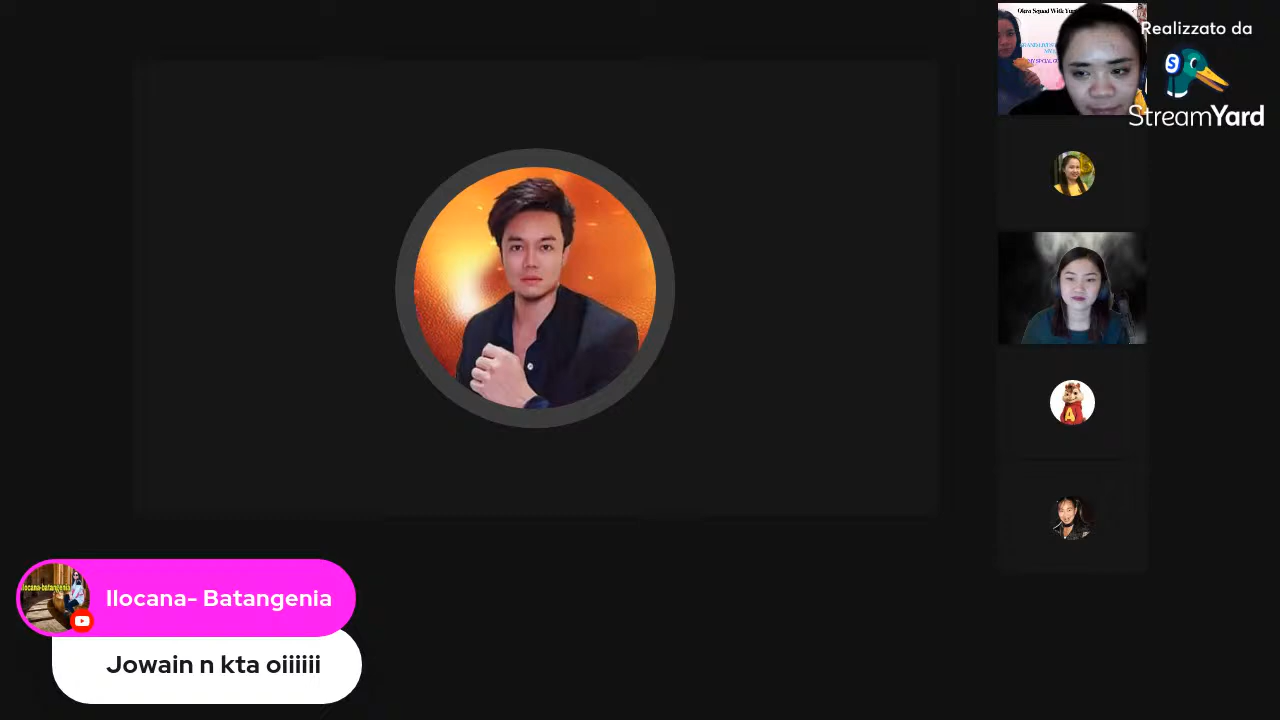 Realizzato da
StreamYard
Ilocana- Batangenia
Jowain n kta oiiiiii